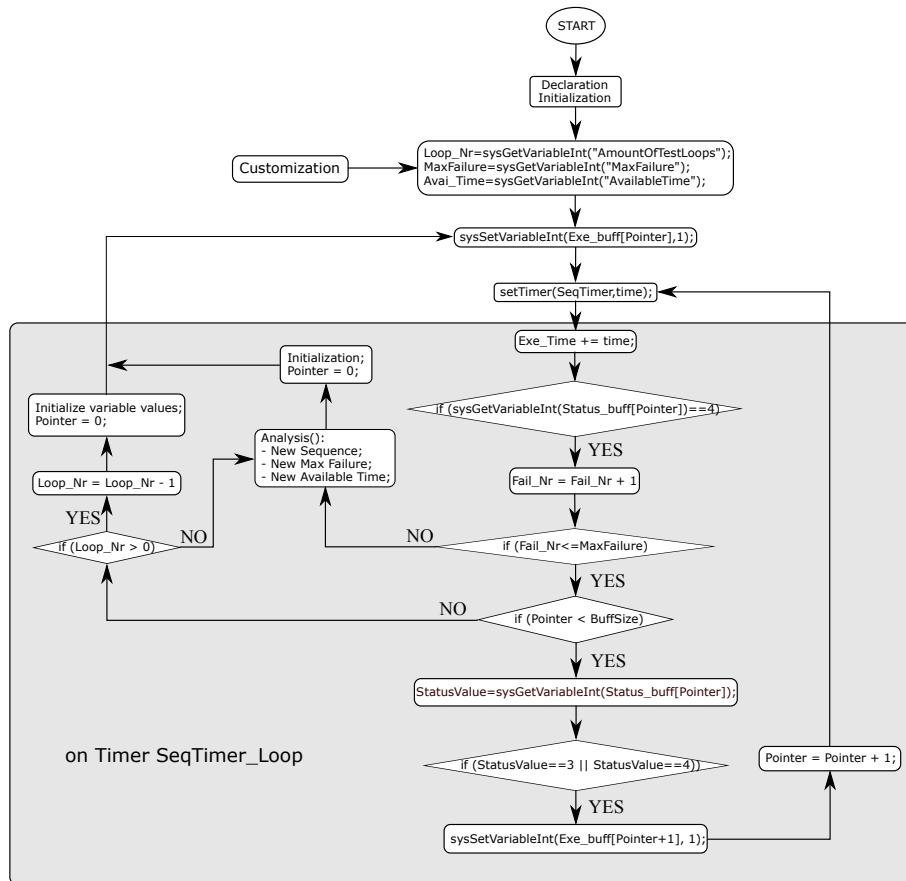 START
Declaration
Initialization
Customization
Loop_Nr=sysGetVariableInt("AmountOfTestLoops");
MaxFailure=sysGetVariableInt("MaxFailure");
Avai_Time=sysGetVariableInt("AvailableTime");
sysSetVariableInt(Exe_buff[Pointer],1);
setTimer(SeqTimer,time);
Exe_Time += time;
Initialization;
Pointer = 0;
if (sysGetVariableInt(Status_buff[Pointer])==4)
Initialize variable values;
Pointer = 0;
YES
Analysis():
- New Sequence;
- New Max Failure;
- New Available Time;
Loop_Nr = Loop_Nr - 1
Fail_Nr = Fail_Nr + 1
YES
NO
NO
if (Loop_Nr > 0)
if (Fail_Nr<=MaxFailure)
YES
NO
if (Pointer < BuffSize)
YES
StatusValue=sysGetVariableInt(Status_buff[Pointer]);
on Timer SeqTimer_Loop
if (StatusValue==3 || StatusValue==4))
Pointer = Pointer + 1;
YES
sysSetVariableInt(Exe_buff[Pointer+1], 1);